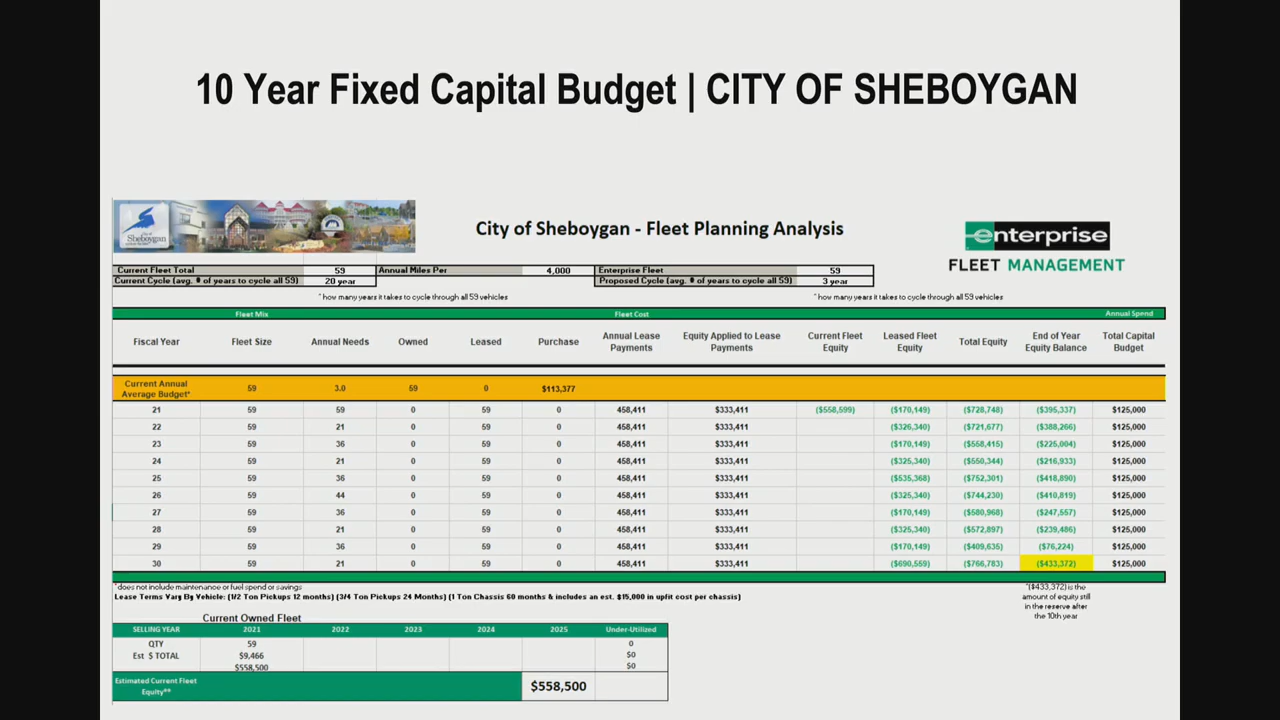 10 Year Fixed Capital Budget | CITY OF SHEBOYGAN
City of Sheboygan
City of Sheboygan - Fleet Planning Analysis
enterprise
FLEET MANAGEMENT
Current Fleet Total 59 Annual Miles Per 4,000 Enterprise Fleet 59
Current Cycle (avg. # of years to cycle all 59) 20 year Proposed Cycle (avg. # of years to cycle all 59) 3 year
* how many years it takes to cycle through all 59 vehicles * how many years it takes to cycle through all 59 vehicles
Fleet Mix Fleet Cost Annual Spend
Fiscal Year Fleet Size Annual Needs Owned Leased Purchase Annual Lease Payments Equity Applied to Lease Payments Current Fleet Equity Leased Fleet Equity Total Equity End of Year Equity Balance Total Capital Budget
Current Annual Average Budget* 59 3.0 59 0 $113,377
21 59 59 0 59 0 458,411 $333,411 ($558,599) ($170,149) ($728,748) ($395,337) $125,000
22 59 21 0 59 0 458,411 $333,411 ($326,340) ($721,677) ($388,266) $125,000
23 59 36 0 59 0 458,411 $333,411 ($170,149) ($558,415) ($225,004) $125,000
24 59 21 0 59 0 458,411 $333,411 ($325,340) ($550,344) ($216,933) $125,000
25 59 36 0 59 0 458,411 $333,411 ($535,368) ($752,301) ($418,890) $125,000
26 59 44 0 59 0 458,411 $333,411 ($325,340) ($744,230) ($410,819) $125,000
27 59 36 0 59 0 458,411 $333,411 ($170,149) ($580,968) ($247,557) $125,000
28 59 21 0 59 0 458,411 $333,411 ($325,340) ($572,897) ($239,486) $125,000
29 59 36 0 59 0 458,411 $333,411 ($170,149) ($409,635) ($76,224) $125,000
30 59 21 0 59 0 458,411 $333,411 ($690,559) ($766,783) ($433,372) $125,000
*does not include maintenance or fuel spend or savings
Lease Terms Vary By Vehicle: (1/2 Ton Pickups 12 months) (3/4 Ton Pickups 24 Months) (1 Ton Chassis 60 months & includes an est. $15,000 in upfit cost per chassis)
*($433,372) is the
amount of equity still
in the reserve after
the 10th year
Current Owned Fleet
SELLING YEAR 2021 2022 2023 2024 2025 Under-Utilized
QTY 59 0
Est $ TOTAL $9,466 $0
$558,500 $0
Estimated Current Fleet Equity** $558,500